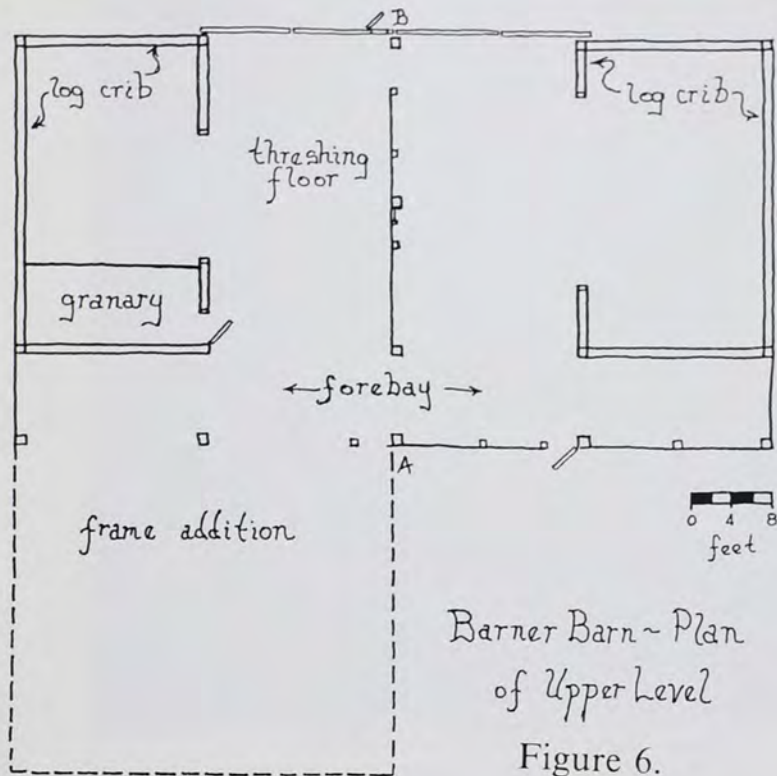 B
log crib
log crib
threshing
floor
granary
forebay
A
frame addition
0 4 8
feet
Barner Barn ~ Plan
of Upper Level
Figure 6.